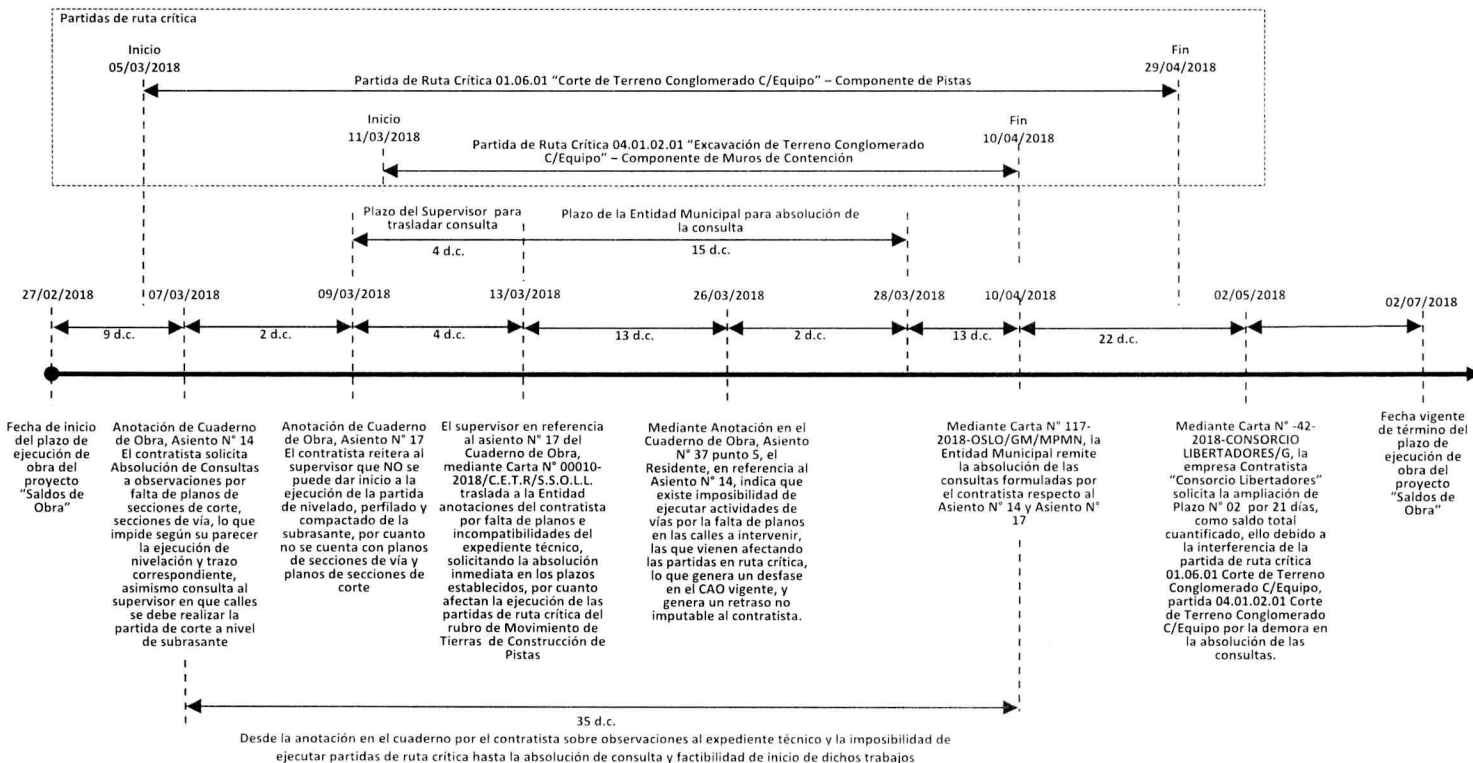 Partidas de ruta crítica
Inicio
05/03/2018
Fin
29/04/2018
Partida de Ruta Crítica 01.06.01 "Corte de Terreno Conglomerado C/Equipo" – Componente de Pistas
Inicio
11/03/2018
Fin
10/04/2018
Partida de Ruta Crítica 04.01.02.01 "Excavación de Terreno Conglomerado
C/Equipo" – Componente de Muros de Contención
Plazo del Supervisor para
trasladar consulta
4 d.c.
Plazo de la Entidad Municipal para absolución de
la consulta
15 d.c.
27/02/2018
07/03/2018
09/03/2018
13/03/2018
26/03/2018
28/03/2018
10/04/2018
02/05/2018
02/07/2018
9 d.c.
2 d.c.
4 d.c.
13 d.c.
2 d.c.
13 d.c.
22 d.c.
Fecha de inicio
del plazo de
ejecución de
obra del
proyecto
"Saldos de
Obra"
Anotación de Cuaderno
de Obra, Asiento N° 14
El contratista solicita
Absolución de Consultas
a observaciones por
falta de planos de
secciones de corte,
secciones de vía, lo que
impide según su parecer
la ejecución de
nivelación y trazo
correspondiente,
asimismo consulta al
supervisor en que calles
se debe realizar la
partida de corte a nivel
de subrasante
Anotación de Cuaderno
de Obra, Asiento N° 17
El contratista reitera al
supervisor que NO se
puede dar inicio a la
ejecución de la partida
de nivelado, perfilado y
compactado de la
subrasante, por cuanto
no se cuenta con planos
de secciones de vía y
planos de secciones de
corte
El supervisor en referencia
al asiento N° 17 del
Cuaderno de Obra,
mediante Carta N° 00010-
2018/C.E.T.R/S.S.O.L.L.
traslada a la Entidad
anotaciones del contratista
por falta de planos e
incompatibilidades del
expediente técnico,
solicitando la absolución
inmediata en los plazos
establecidos, por cuanto
afectan la ejecución de las
partidas de ruta crítica del
rubro de Movimiento de
Tierras de Construcción de
Pistas
Mediante Anotación en el
Cuaderno de Obra, Asiento
N° 37 punto 5, el
Residente, en referencia al
Asiento N° 14, indica que
existe imposibilidad de
ejecutar actividades de
vías por la falta de planos
en las calles a intervenir,
las que vienen afectando
las partidas en ruta crítica,
lo que genera un desfase
en el CAO vigente, y
genera un retraso no
imputable al contratista.
Mediante Carta N° 117-
2018-OSLO/GM/MPMN, la
Entidad Municipal remite
la absolución de las
consultas formuladas por
el contratista respecto al
Asiento N° 14 y Asiento N°
17
Mediante Carta N° -42-
2018-CONSORCIO
LIBERTADORES/G, la
empresa Contratista
"Consorcio Libertadores"
solicita la ampliación de
Plazo N° 02 por 21 días,
como saldo total
cuantificado, ello debido a
la interferencia de la
partida de ruta crítica
01.06.01 Corte de Terreno
Conglomerado C/Equipo,
partida 04.01.02.01 Corte
de Terreno Conglomerado
C/Equipo por la demora en
la absolución de las
consultas.
Fecha vigente
de término del
plazo de
ejecución de
obra del
proyecto
"Saldos de
Obra"
35 d.c.
Desde la anotación en el cuaderno por el contratista sobre observaciones al expediente técnico y la imposibilidad de
ejecutar partidas de ruta crítica hasta la absolución de consulta y factibilidad de inicio de dichos trabajos